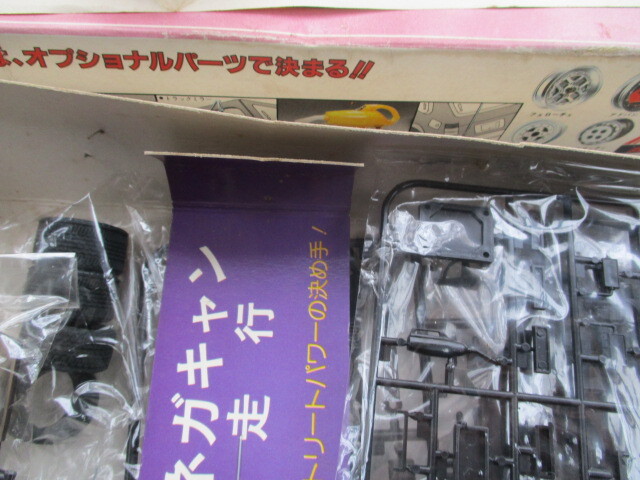 、オプショナルパーツで決まる!!
ネガキャン
走行
トリートパワーの決め手!